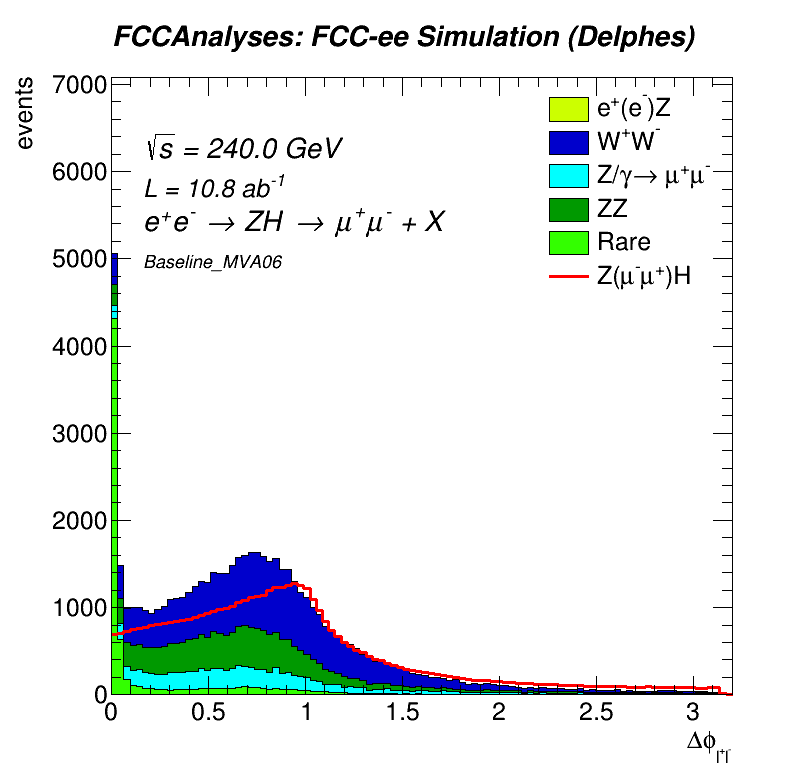 FCCAnalyses: FCC-ee Simulation (Delphes)
events
7000
6000
5000
4000
3000
2000
1000
0
√s = 240.0 GeV
L = 10.8 ab⁻¹
e⁺e⁻ → ZH → μ⁺μ⁻ + X
Baseline_MVA06
e⁺(e⁻)Z
W⁺W⁻
Z/γ→ μ⁺μ⁻
ZZ
Rare
Z(μ⁻μ⁺)H
0 0.5 1 1.5 2 2.5 3
Δϕ_l⁺l⁻